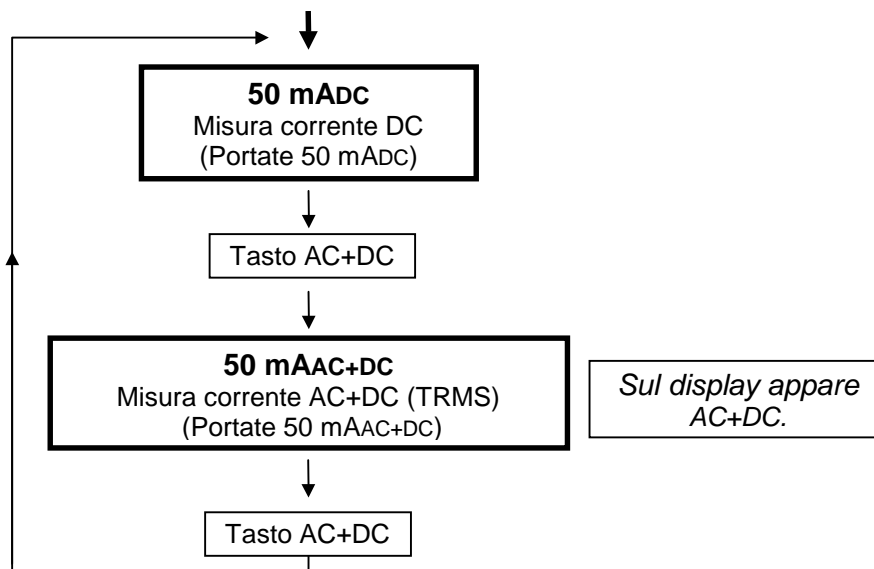 50 mADC
Misura corrente DC
(Portate 50 mADC)
Tasto AC+DC
50 mAAC+DC
Misura corrente AC+DC (TRMS)
(Portate 50 mAAC+DC)
Sul display appare
AC+DC.
Tasto AC+DC